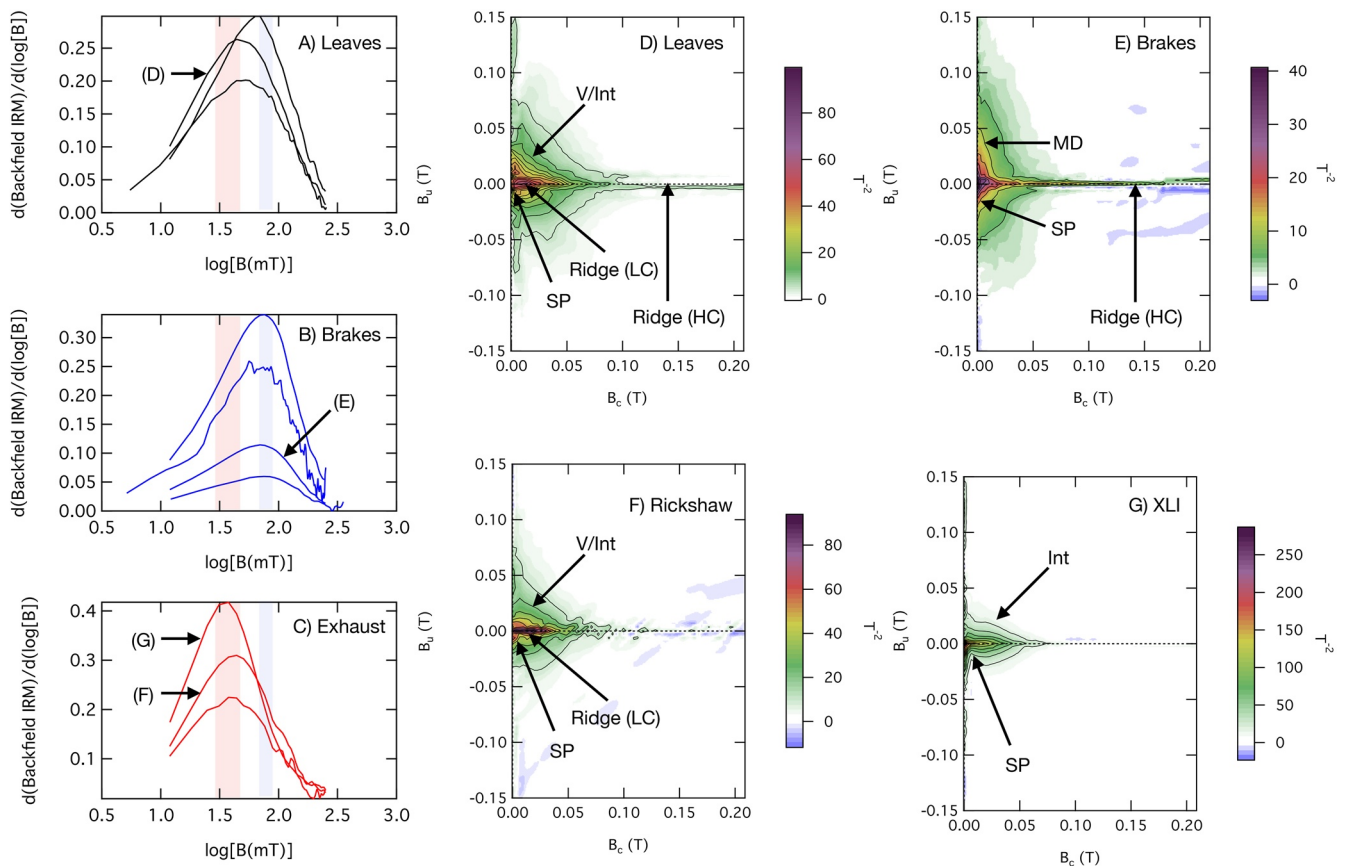 A) Leaves
(D)
d(Backfield IRM)/d(log[B])
0.25
0.20
0.15
0.10
0.05
0.00
0.5 1.0 1.5 2.0 2.5 3.0
log[B(mT)]
B) Brakes
(E)
d(Backfield IRM)/d(log[B])
0.30
0.25
0.20
0.15
0.10
0.05
0.00
0.5 1.0 1.5 2.0 2.5 3.0
log[B(mT)]
C) Exhaust
(G)
(F)
d(Backfield IRM)/d(log[B])
0.4
0.3
0.2
0.1
0.5 1.0 1.5 2.0 2.5 3.0
log[B(mT)]
D) Leaves
V/Int
Ridge (LC)
SP
Ridge (HC)
Bu (T)
0.15
0.10
0.05
0.00
-0.05
-0.10
-0.15
0.00 0.05 0.10 0.15 0.20
Bc (T)
80
60
40
20
0
T-2
E) Brakes
MD
SP
Ridge (HC)
Bu (T)
0.15
0.10
0.05
0.00
-0.05
-0.10
-0.15
0.00 0.05 0.10 0.15 0.20
Bc (T)
40
30
20
10
0
T-2
F) Rickshaw
V/Int
Ridge (LC)
SP
Bu (T)
0.15
0.10
0.05
0.00
-0.05
-0.10
-0.15
0.00 0.05 0.10 0.15 0.20
Bc (T)
80
60
40
20
0
T-2
G) XLI
Int
SP
Bu (T)
0.15
0.10
0.05
0.00
-0.05
-0.10
-0.15
0.00 0.05 0.10 0.15 0.20
Bc (T)
250
200
150
100
50
0
T-2